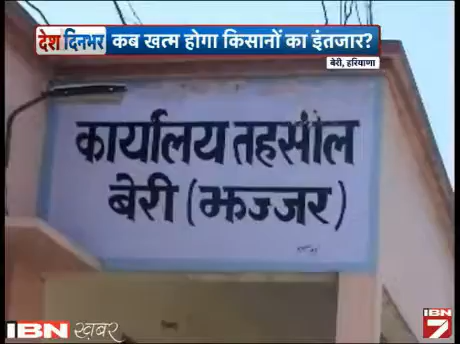 देश दिनभर कब खत्म होगा किसानों का इंतजार?
बेरी, हरियाणा
कार्यालय तहसील
बेरी (झज्जर)
IBN ख़बर
IBN
7